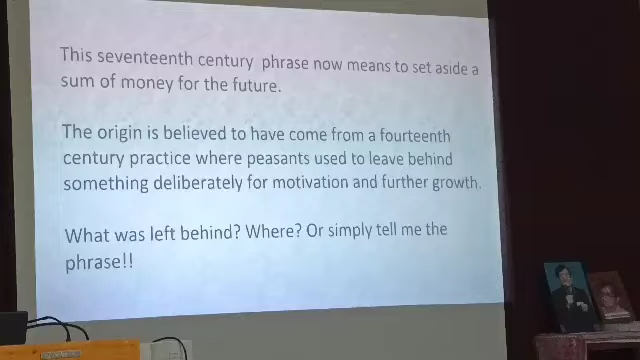 This seventeenth century phrase now means to set aside a
sum of money for the future.
The origin is believed to have come from a fourteenth
century practice where peasants used to leave behind
something deliberately for motivation and further growth.
What was left behind? Where? Or simply tell me the
phrase!!